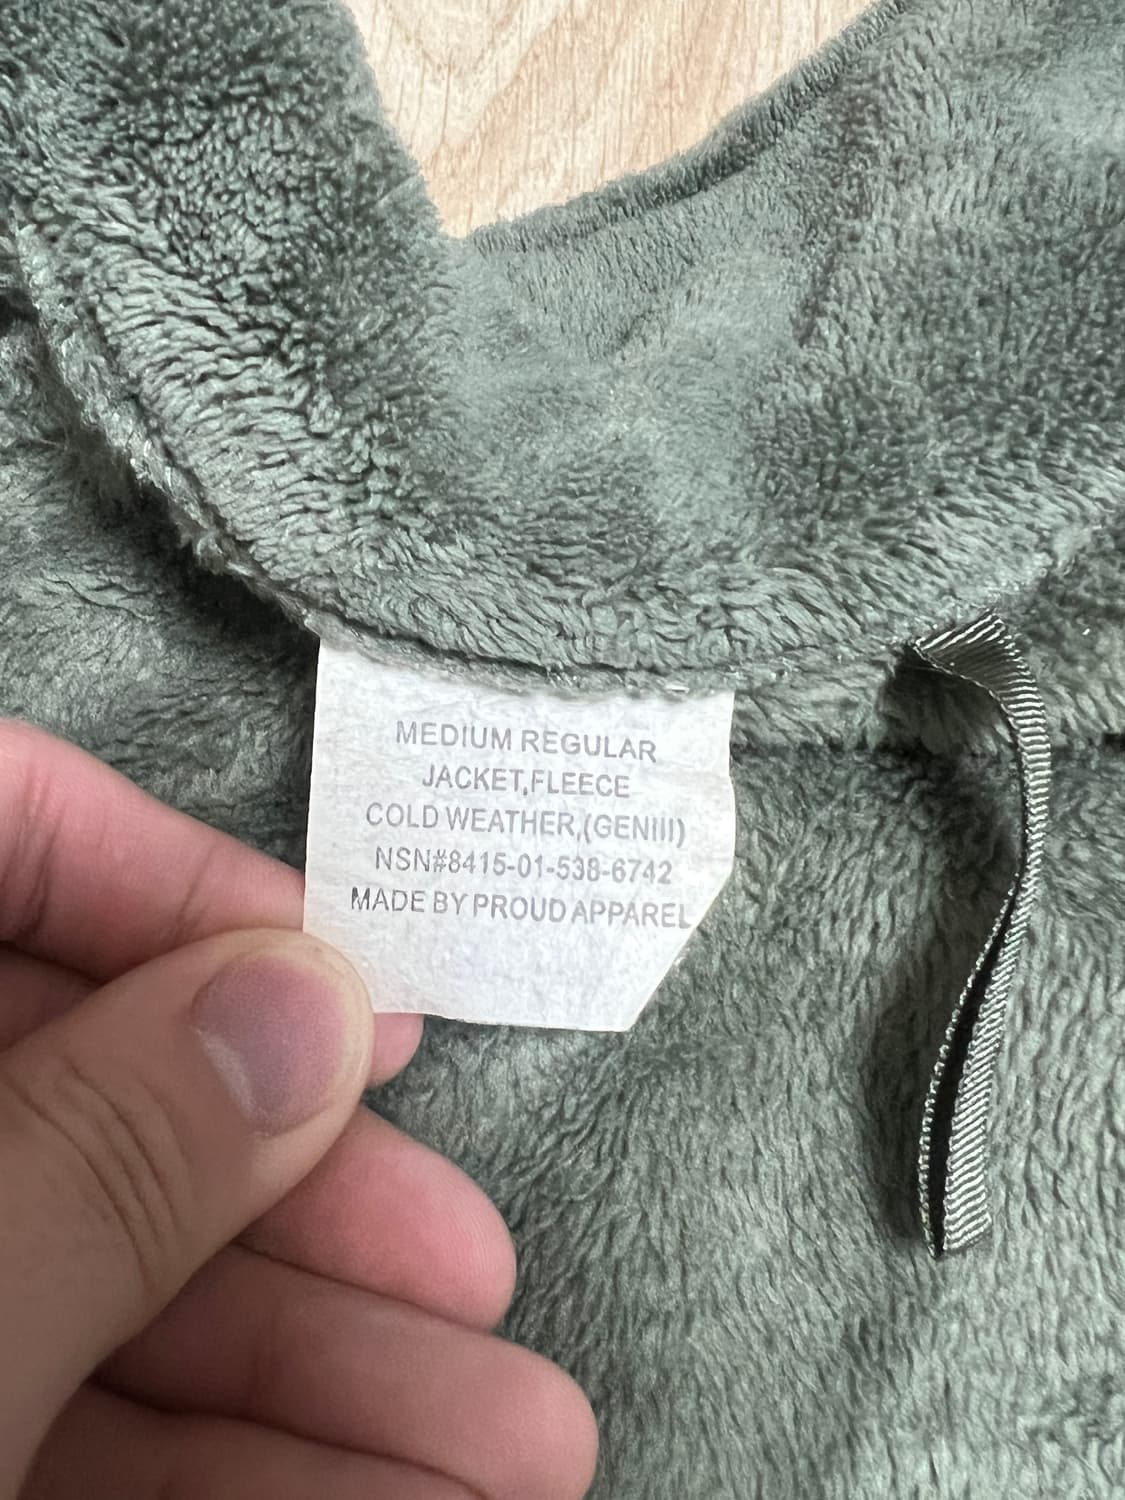 MEDIUM REGULAR
JACKET,FLEECE
COLD WEATHER,(GENIII)
NSN#8415-01-538-6742
MADE BY PROUD APPAREL